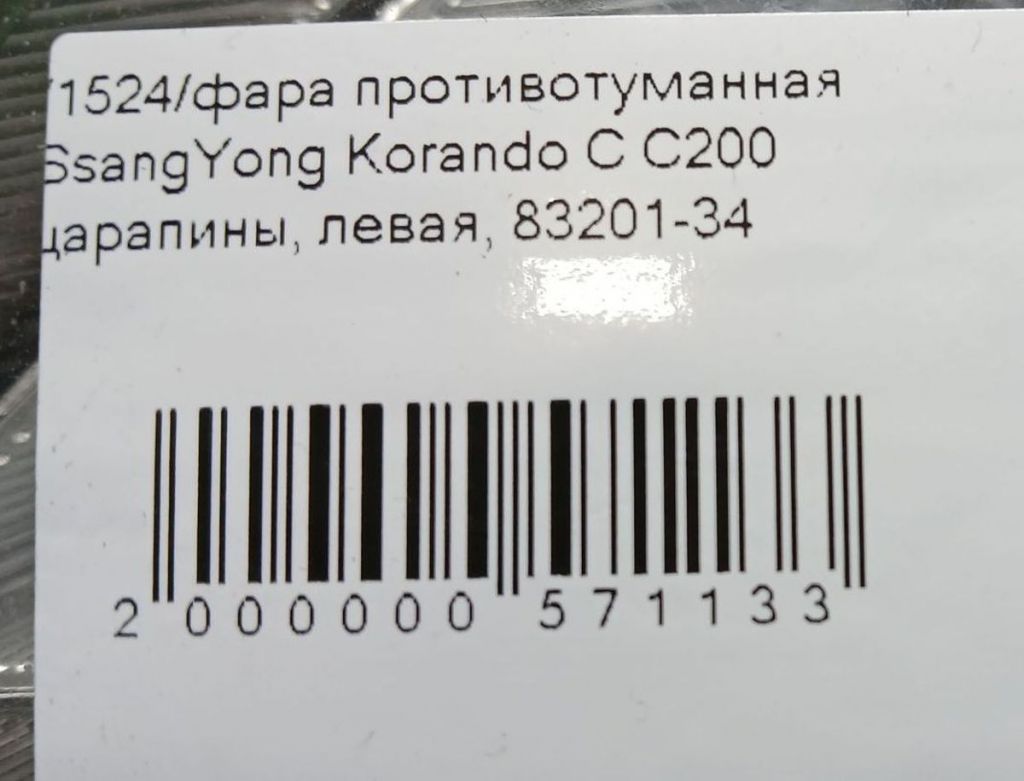 1524/фара противотуманная
SsangYong Korando C C200
царапины, левая, 83201-34
2 000000 571133